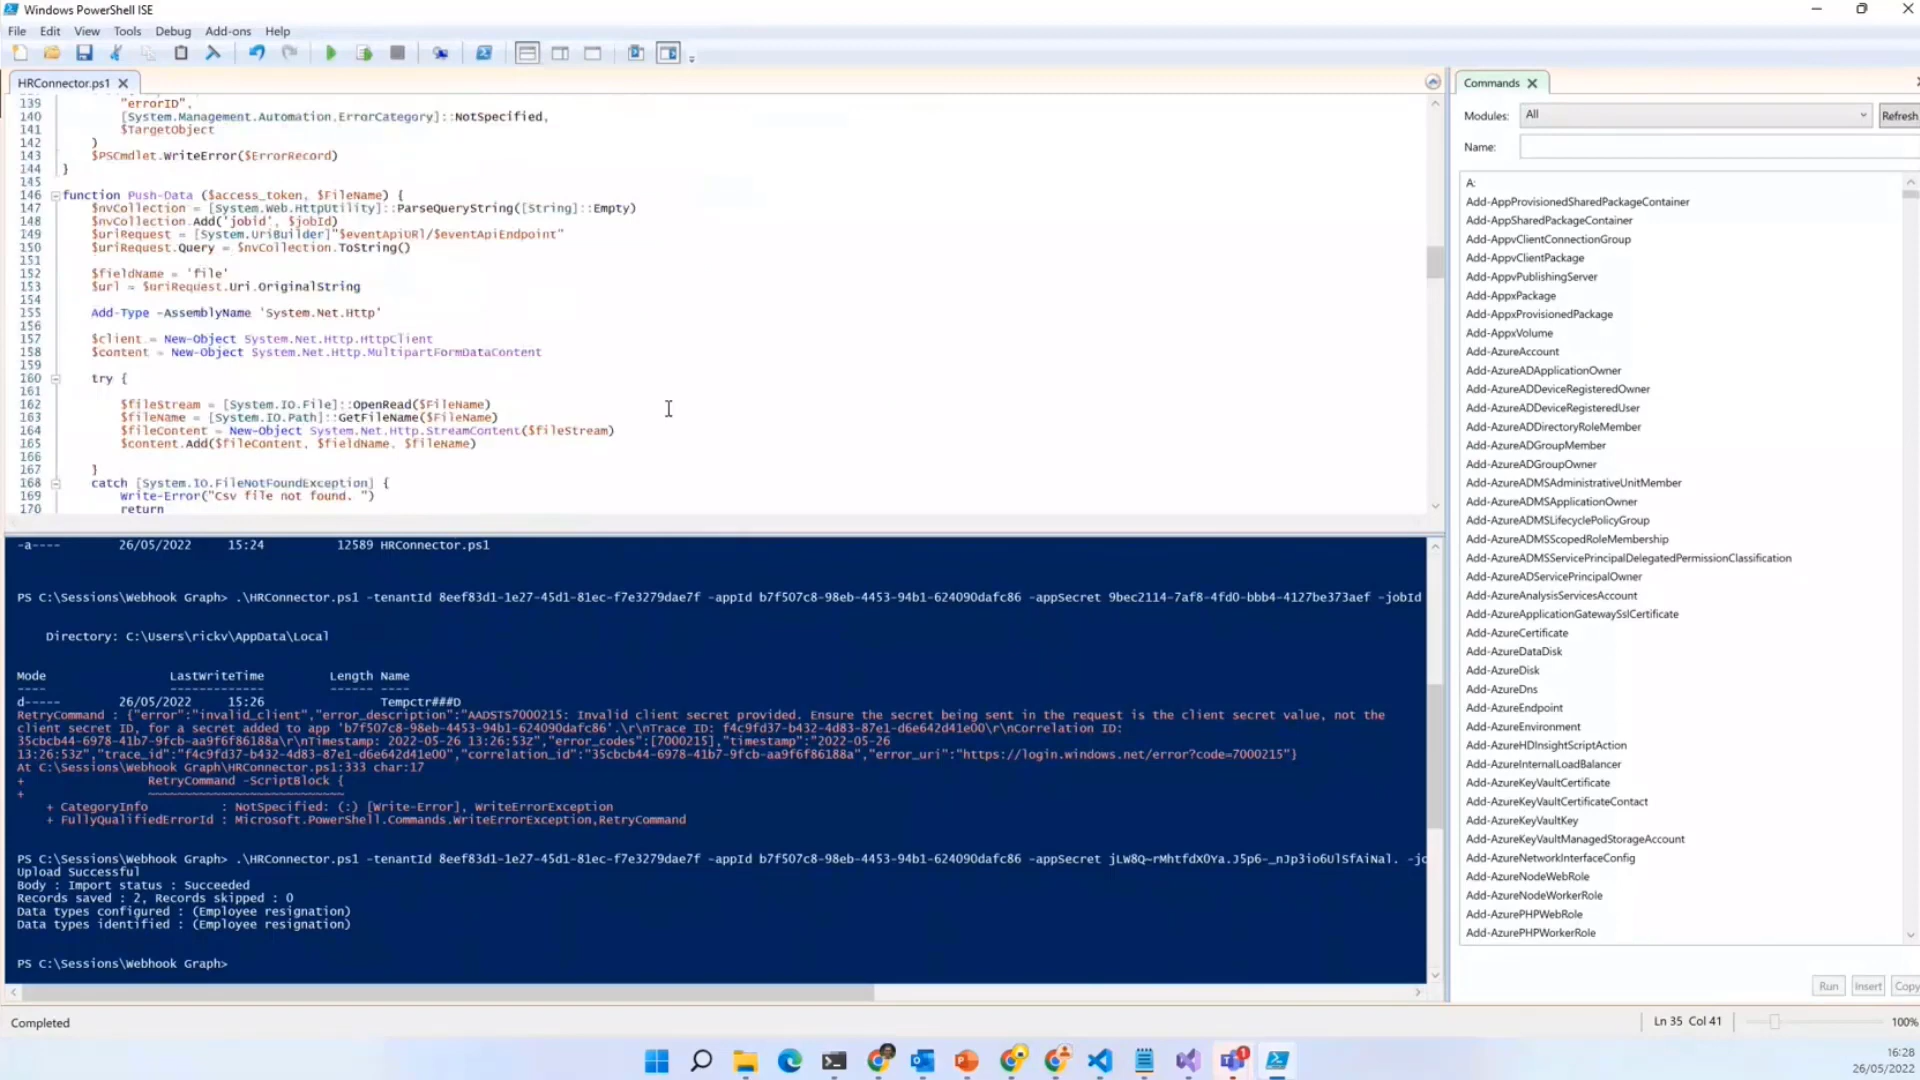 Windows PowerShell ISE
File Edit View Tools Debug Add-ons Help
HRConnector.ps1
139 "errorID",
140 [System.Management.Automation.ErrorCategory]::NotSpecified,
141 $TargetObject
142 )
143 $PSCmdlet.WriteError($ErrorRecord)
144 }
145
146 function Push-Data ($access_token, $FileName) {
147 $nvCollection = [System.Web.HttpUtility]::ParseQueryString([String]::Empty)
148 $nvCollection.Add('jobid', $jobId)
149 $uriRequest = [System.UriBuilder]"$eventApiURl/$eventApiEndpoint"
150 $uriRequest.Query = $nvCollection.ToString()
151
152 $fieldName = 'file'
153 $url = $uriRequest.Uri.OriginalString
154
155 Add-Type -AssemblyName 'System.Net.Http'
156
157 $client = New-Object System.Net.Http.HttpClient
158 $content = New-Object System.Net.Http.MultipartFormDataContent
159
160 try {
161
162 $fileStream = [System.IO.File]::OpenRead($FileName)
163 $fileName = [System.IO.Path]::GetFileName($FileName)
164 $fileContent = New-Object System.Net.Http.StreamContent($fileStream)
165 $content.Add($fileContent, $fieldName, $fileName)
166
167 }
168 catch [System.IO.FileNotFoundException] {
169 Write-Error("Csv file not found. ")
170 return
-a---- 26/05/2022 15:24 12589 HRConnector.ps1
PS C:\Sessions\Webhook Graph> .\HRConnector.ps1 -tenantId 8eef83d1-1e27-45d1-81ec-f7e3279dae7f -appId b7f507c8-98eb-4453-94b1-624090dafc86 -appSecret 9bec2114-7af8-4fd0-bbb4-4127be373aef -jobId
Directory: C:\Users\rickv\AppData\Local
Mode LastWriteTime Length Name
---- ------------- ------ ----
d----- 26/05/2022 15:26 Tempctr###D
RetryCommand : {"error":"invalid_client","error_description":"AADSTS7000215: Invalid client secret provided. Ensure the secret being sent in the request is the client secret value, not the
client secret ID, for a secret added to app 'b7f507c8-98eb-4453-94b1-624090dafc86'.\r\nTrace ID: f4c9fd37-b432-4d83-87e1-d6e642d41e00\r\nCorrelation ID:
35cbcb44-6978-41b7-9fcb-aa9f6f86188a\r\nTimestamp: 2022-05-26 13:26:53Z","error_codes":[7000215],"timestamp":"2022-05-26
13:26:53Z","trace_id":"f4c9fd37-b432-4d83-87e1-d6e642d41e00","correlation_id":"35cbcb44-6978-41b7-9fcb-aa9f6f86188a","error_uri":"https://login.windows.net/error?code=7000215"}
At C:\Sessions\Webhook Graph\HRConnector.ps1:333 char:17
+ RetryCommand -ScriptBlock {
+ ~~~~~~~~~~~~~~~~~~~~~~~~~~~
+ CategoryInfo : NotSpecified: (:) [Write-Error], WriteErrorException
+ FullyQualifiedErrorId : Microsoft.PowerShell.Commands.WriteErrorException,RetryCommand
PS C:\Sessions\Webhook Graph> .\HRConnector.ps1 -tenantId 8eef83d1-1e27-45d1-81ec-f7e3279dae7f -appId b7f507c8-98eb-4453-94b1-624090dafc86 -appSecret jLW8Q~rMhtfdXOYa.J5p6-_nJp3io6UlSfAiNal. -jo
Upload Successful
Body : Import status : Succeeded
Records saved : 2, Records skipped : 0
Data types configured : (Employee resignation)
Data types identified : (Employee resignation)
PS C:\Sessions\Webhook Graph>
Commands
Modules: All Refresh
Name:
A:
Add-AppProvisionedSharedPackageContainer
Add-AppSharedPackageContainer
Add-AppvClientConnectionGroup
Add-AppvClientPackage
Add-AppvPublishingServer
Add-AppxPackage
Add-AppxProvisionedPackage
Add-AppxVolume
Add-AzureAccount
Add-AzureADApplicationOwner
Add-AzureADDeviceRegisteredOwner
Add-AzureADDeviceRegisteredUser
Add-AzureADDirectoryRoleMember
Add-AzureADGroupMember
Add-AzureADGroupOwner
Add-AzureADMSAdministrativeUnitMember
Add-AzureADMSApplicationOwner
Add-AzureADMSLifecyclePolicyGroup
Add-AzureADMSScopedRoleMembership
Add-AzureADMSServicePrincipalDelegatedPermissionClassification
Add-AzureADServicePrincipalOwner
Add-AzureAnalysisServicesAccount
Add-AzureApplicationGatewaySslCertificate
Add-AzureCertificate
Add-AzureDataDisk
Add-AzureDisk
Add-AzureDns
Add-AzureEndpoint
Add-AzureEnvironment
Add-AzureHDInsightScriptAction
Add-AzureInternalLoadBalancer
Add-AzureKeyVaultCertificate
Add-AzureKeyVaultCertificateContact
Add-AzureKeyVaultKey
Add-AzureKeyVaultManagedStorageAccount
Add-AzureNetworkInterfaceConfig
Add-AzureNodeWebRole
Add-AzureNodeWorkerRole
Add-AzurePHPWebRole
Add-AzurePHPWorkerRole
Run Insert Copy
Completed
Ln 35 Col 41
100%
1
16:28
26/05/2022